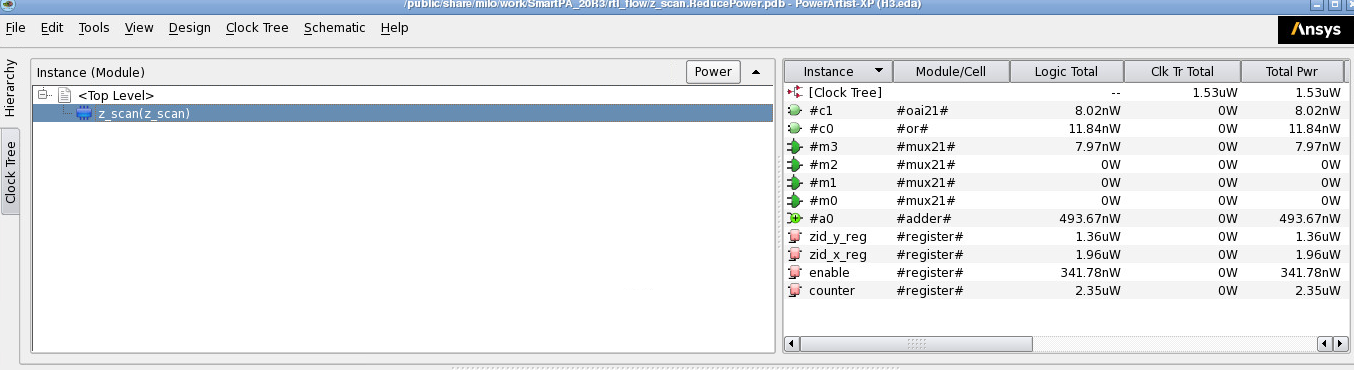 /public/share/milo/work/SmartPA_20R3/rtl_flow/z_scan.ReducePower.pdb - PowerArtist-XP (R3.eda)
File Edit Tools View Design Clock Tree Schematic Help
Ansys
Hierarchy
Clock Tree
Instance (Module) Power
<Top Level>
z_scan(z_scan)
Instance Module/Cell Logic Total Clk Tr Total Total Pwr
[Clock Tree] -- 1.53uW 1.53uW
#c1 #oai21# 8.02nW 0W 8.02nW
#c0 #or# 11.84nW 0W 11.84nW
#m3 #mux21# 7.97nW 0W 7.97nW
#m2 #mux21# 0W 0W 0W
#m1 #mux21# 0W 0W 0W
#m0 #mux21# 0W 0W 0W
#a0 #adder# 493.67nW 0W 493.67nW
zid_y_reg #register# 1.36uW 0W 1.36uW
zid_x_reg #register# 1.96uW 0W 1.96uW
enable #register# 341.78nW 0W 341.78nW
counter #register# 2.35uW 0W 2.35uW